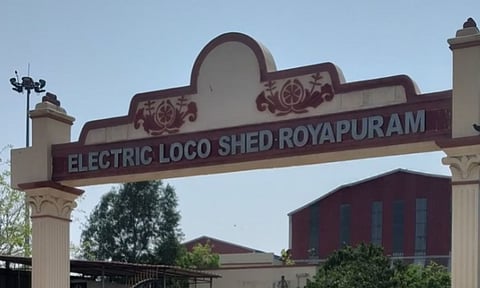 ELECTRIC LOCO SHED ROYAPURAM